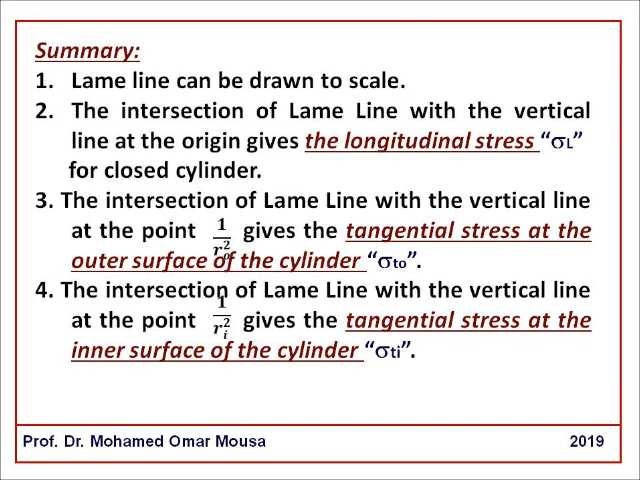 Summary:
1. Lame line can be drawn to scale.
2. The intersection of Lame Line with the vertical
line at the origin gives the longitudinal stress “σL”
for closed cylinder.
3. The intersection of Lame Line with the vertical line
at the point 1/r_o^2 gives the tangential stress at the
outer surface of the cylinder “σto”.
4. The intersection of Lame Line with the vertical line
at the point 1/r_i^2 gives the tangential stress at the
inner surface of the cylinder “σti”.
Prof. Dr. Mohamed Omar Mousa 2019